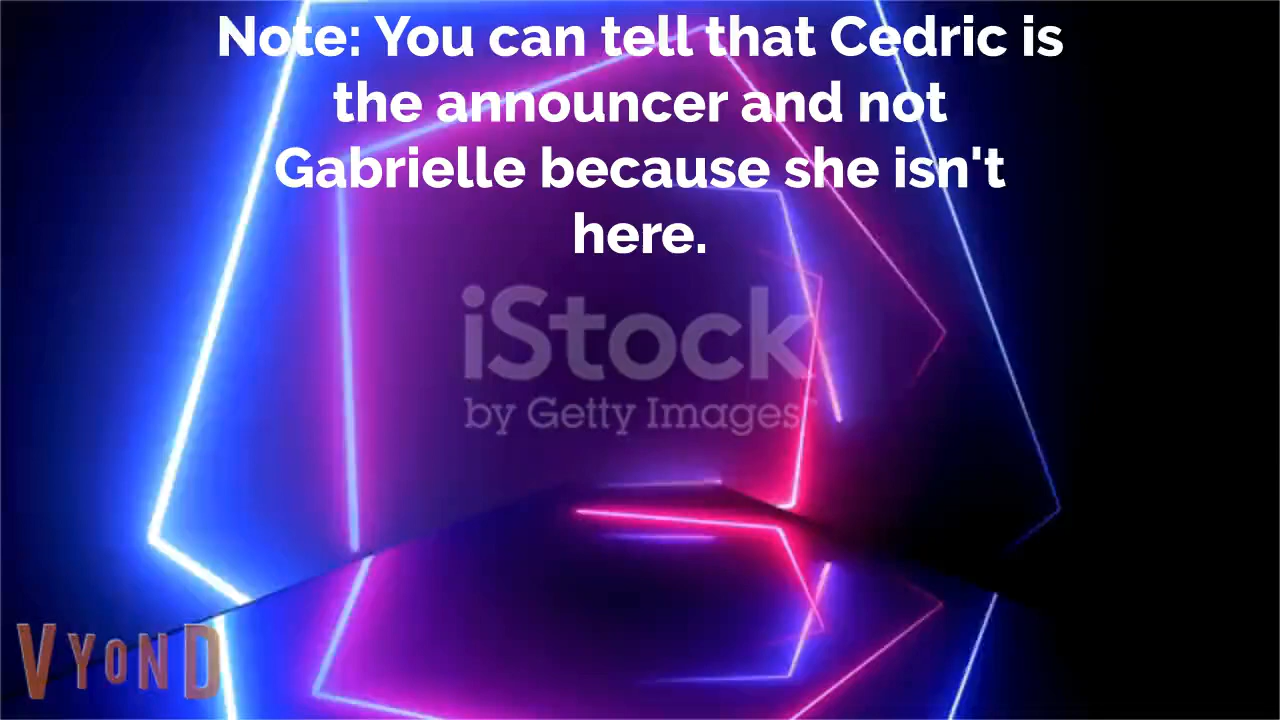 Note: You can tell that Cedric is
the announcer and not
Gabrielle because she isn't
here.
iStock
by Getty Images
VYOND